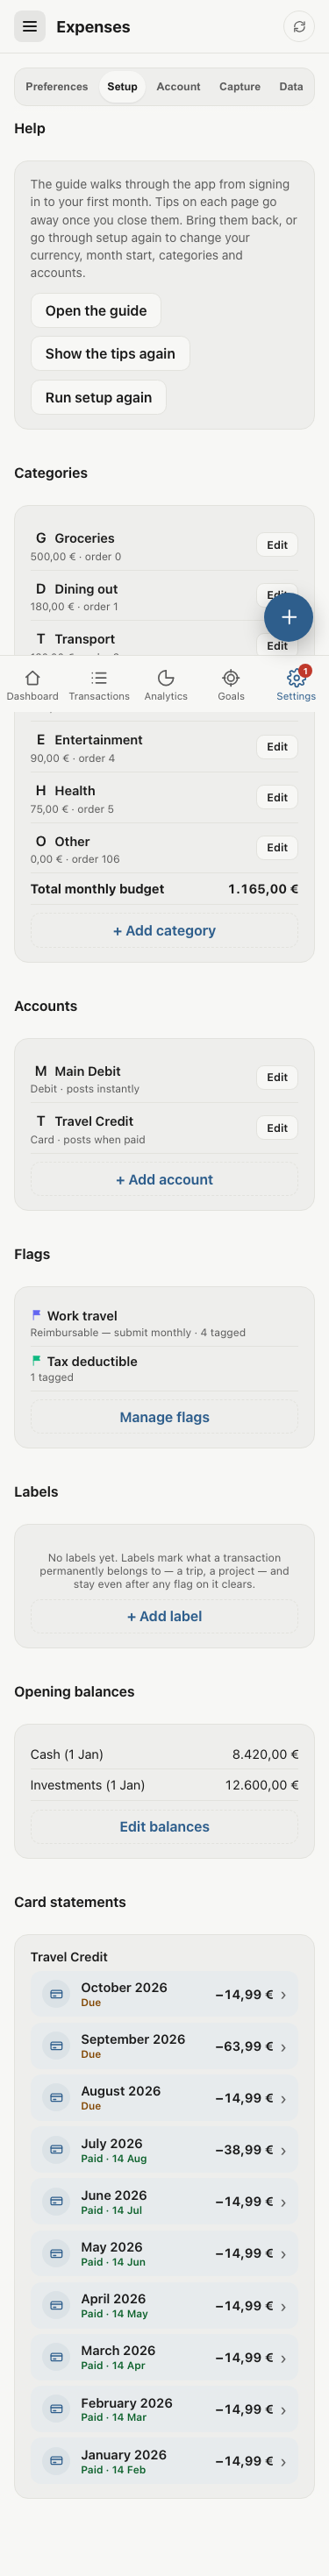 Expenses
Preferences Setup Account Capture Data
Help
The guide walks through the app from signing
in to your first month. Tips on each page go
away once you close them. Bring them back, or
go through setup again to change your
currency, month start, categories and
accounts.
Open the guide
Show the tips again
Run setup again
Categories
G Groceries
500,00 € · order 0
Edit
D Dining out
180,00 € · order 1
T Transport
Edit
Dashboard Transactions Analytics Goals 1 Settings
E Entertainment
90,00 € · order 4
Edit
H Health
75,00 € · order 5
Edit
O Other
0,00 € · order 106
Edit
Total monthly budget 1.165,00 €
+ Add category
Accounts
M Main Debit
Debit · posts instantly
Edit
T Travel Credit
Card · posts when paid
Edit
+ Add account
Flags
Work travel
Reimbursable — submit monthly · 4 tagged
Tax deductible
1 tagged
Manage flags
Labels
No labels yet. Labels mark what a transaction
permanently belongs to — a trip, a project — and
stay even after any flag on it clears.
+ Add label
Opening balances
Cash (1 Jan) 8.420,00 €
Investments (1 Jan) 12.600,00 €
Edit balances
Card statements
Travel Credit
October 2026
Due
−14,99 €
September 2026
Due
−63,99 €
August 2026
Due
−14,99 €
July 2026
Paid · 14 Aug
−38,99 €
June 2026
Paid · 14 Jul
−14,99 €
May 2026
Paid · 14 Jun
−14,99 €
April 2026
Paid · 14 May
−14,99 €
March 2026
Paid · 14 Apr
−14,99 €
February 2026
Paid · 14 Mar
−14,99 €
January 2026
Paid · 14 Feb
−14,99 €